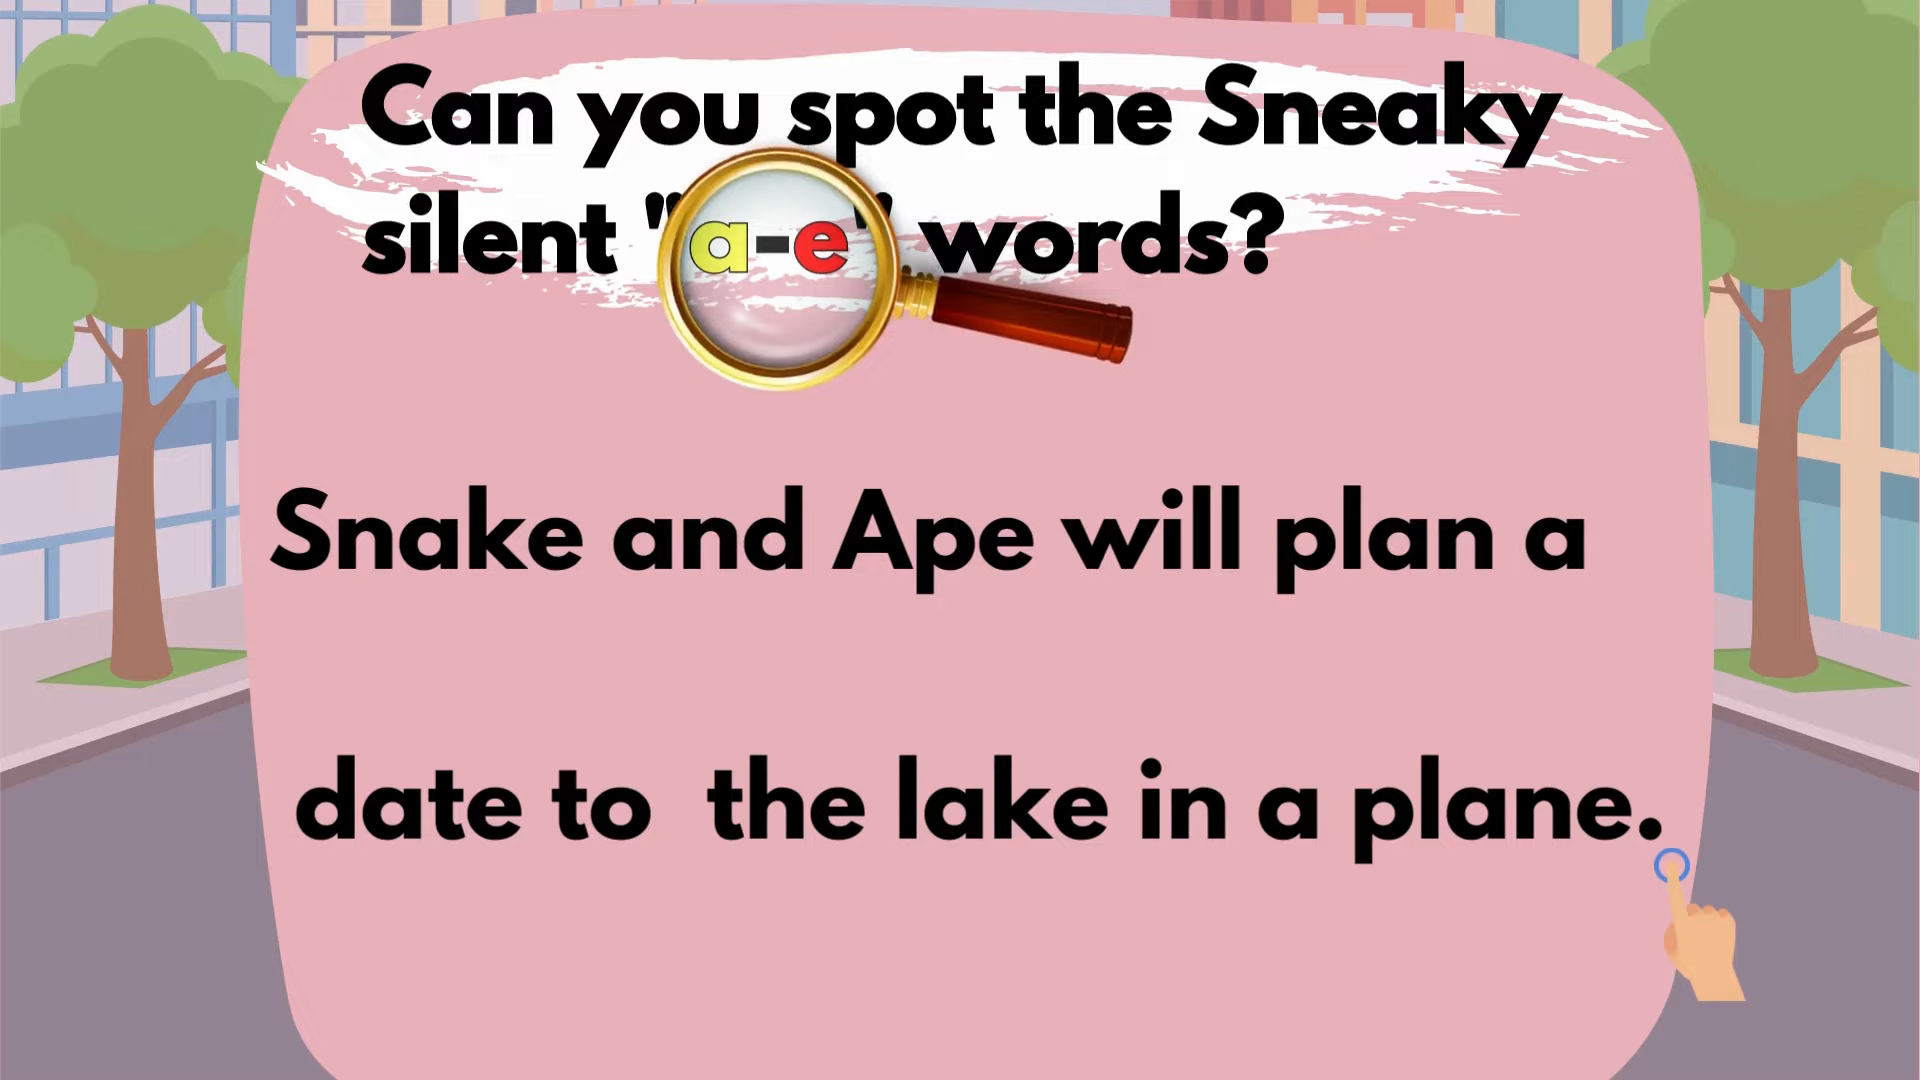 Can you spot the Sneaky
silent "a-e" words?
Snake and Ape will plan a
date to  the lake in a plane.